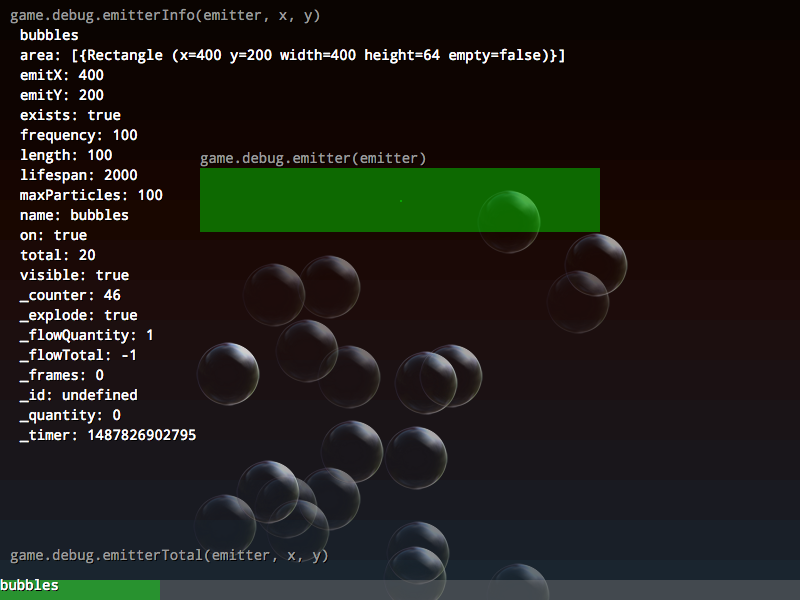 game.debug.emitterInfo(emitter, x, y)
bubbles
area: [{Rectangle (x=400 y=200 width=400 height=64 empty=false)}]
emitX: 400
emitY: 200
exists: true
frequency: 100
length: 100
lifespan: 2000
maxParticles: 100
name: bubbles
on: true
total: 20
visible: true
_counter: 46
_explode: true
_flowQuantity: 1
_flowTotal: -1
_frames: 0
_id: undefined
_quantity: 0
_timer: 1487826902795
game.debug.emitter(emitter)
game.debug.emitterTotal(emitter, x, y)
bubbles